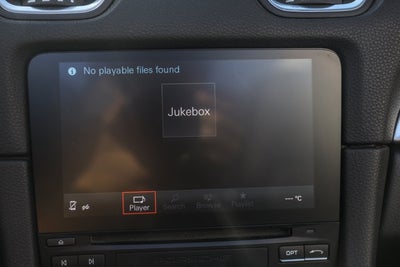 No playable files found
Jukebox
Player Search Browse Playlist --- °C
OPT